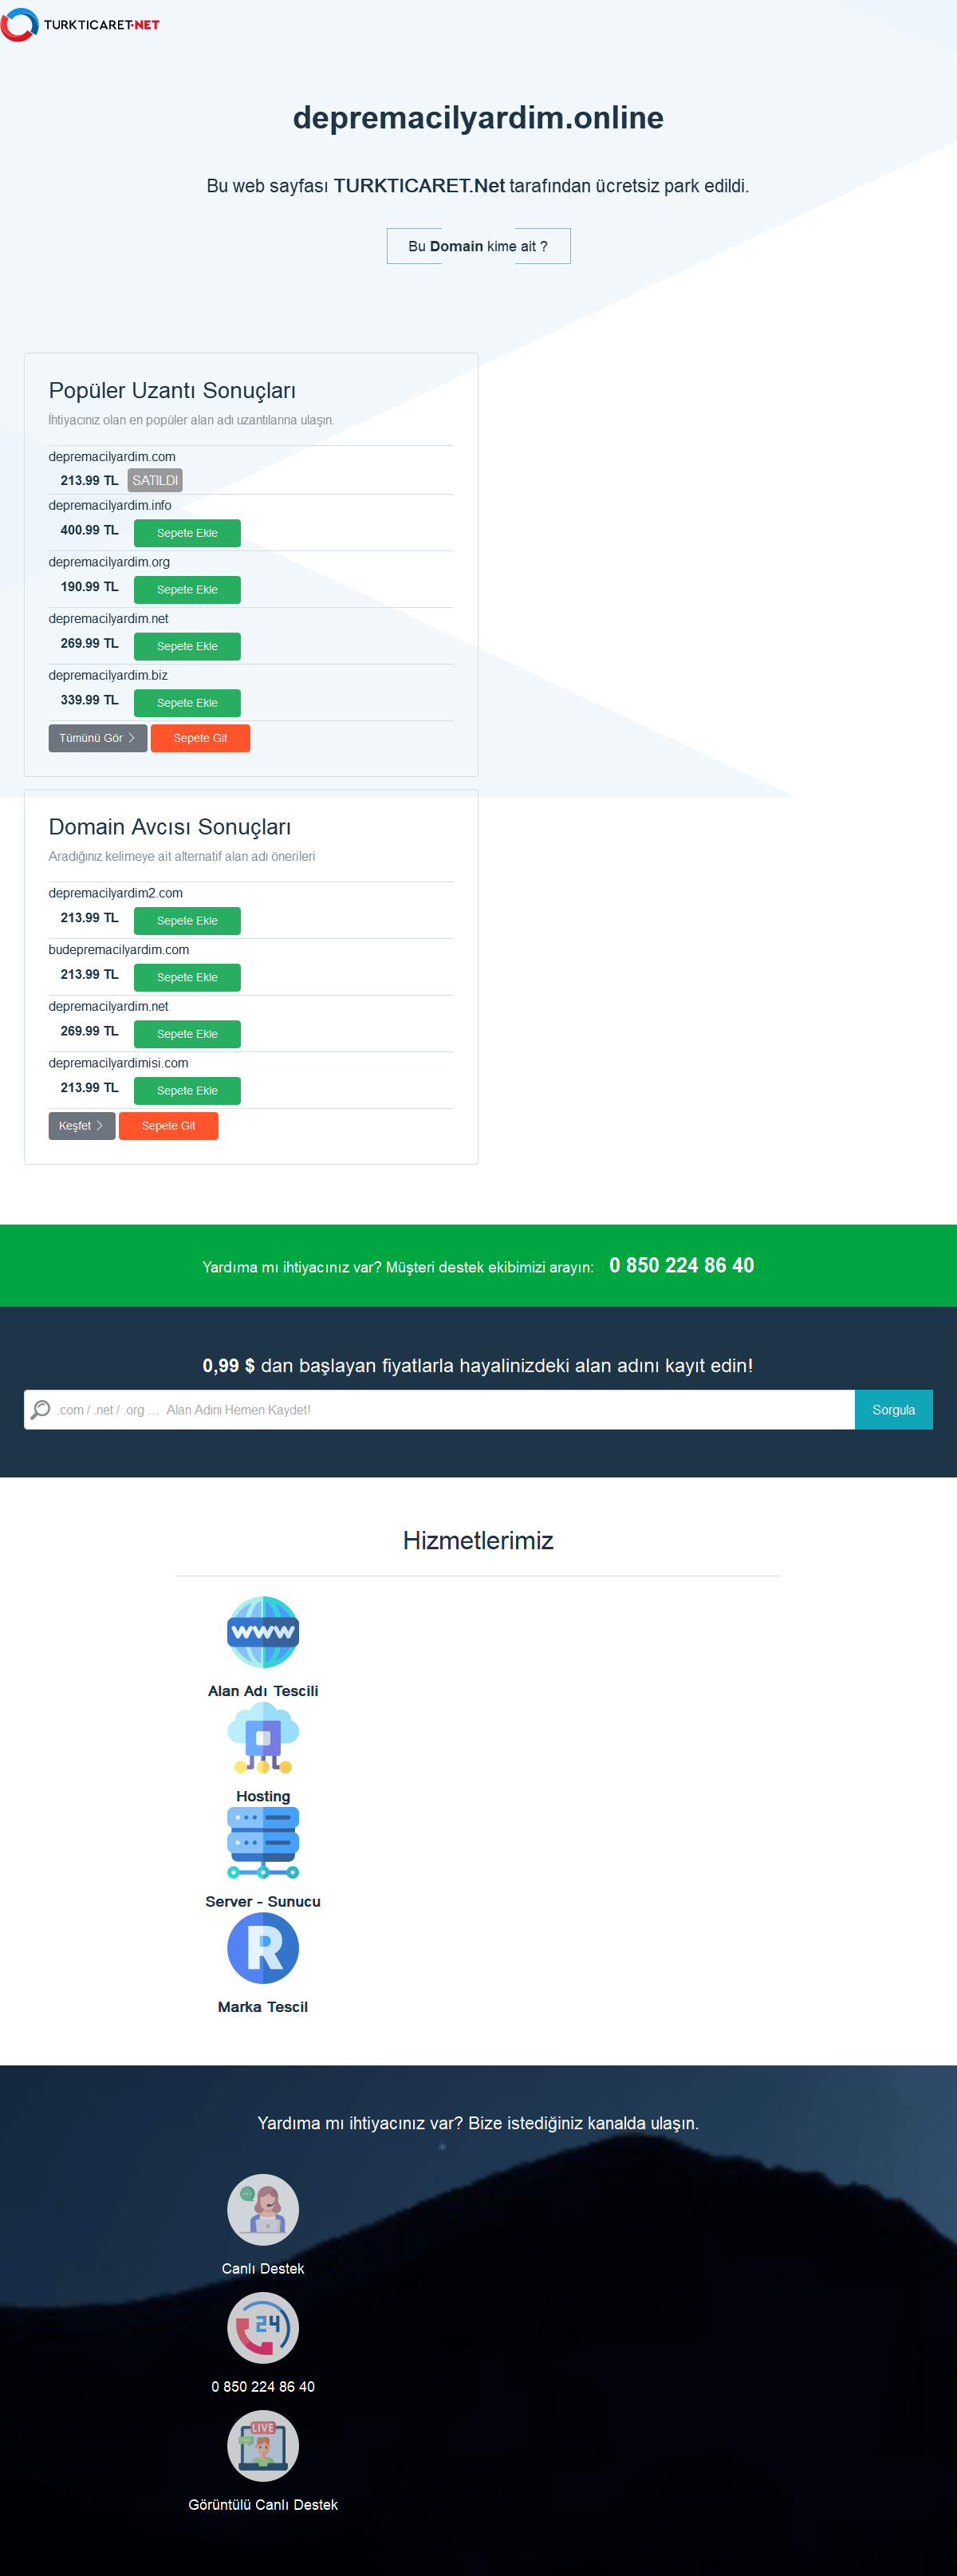 TURKTICARET·NET
depremacilyardim.online
Bu web sayfası TURKTICARET.Net tarafından ücretsiz park edildi.
Bu Domain kime ait ?
Popüler Uzantı Sonuçları
İhtiyacınız olan en popüler alan adı uzantılarına ulaşın.
depremacilyardim.com
213.99 TL SATILDI
depremacilyardim.info
400.99 TL Sepete Ekle
depremacilyardim.org
190.99 TL Sepete Ekle
depremacilyardim.net
269.99 TL Sepete Ekle
depremacilyardim.biz
339.99 TL Sepete Ekle
Tümünü Gör Sepete Git
Domain Avcısı Sonuçları
Aradığınız kelimeye ait alternatif alan adı önerileri
depremacilyardim2.com
213.99 TL Sepete Ekle
budepremacilyardim.com
213.99 TL Sepete Ekle
depremacilyardim.net
269.99 TL Sepete Ekle
depremacilyardimisi.com
213.99 TL Sepete Ekle
Keşfet Sepete Git
Yardıma mı ihtiyacınız var? Müşteri destek ekibimizi arayın: 0 850 224 86 40
0,99 $ dan başlayan fiyatlarla hayalinizdeki alan adını kayıt edin!
.com / .net / .org ... Alan Adını Hemen Kaydet! Sorgula
Hizmetlerimiz
www
Alan Adı Tescili
Hosting
Server - Sunucu
R
Marka Tescil
Yardıma mı ihtiyacınız var? Bize istediğiniz kanalda ulaşın.
Canlı Destek
24
0 850 224 86 40
LIVE
Görüntülü Canlı Destek